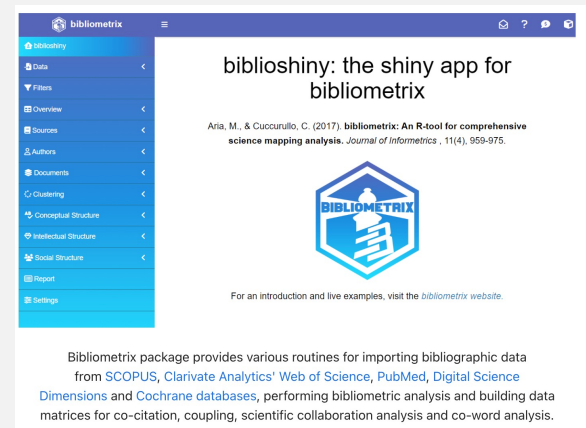 bibliometrix
biblioshiny
Data
Filters
Overview
Sources
Authors
Documents
Clustering
Conceptual Structure
Intellectual Structure
Social Structure
Report
Settings
biblioshiny: the shiny app for
bibliometrix
Aria, M., & Cuccurullo, C. (2017). bibliometrix: An R-tool for comprehensive
science mapping analysis. Journal of Informetrics , 11(4), 959-975.
BIBLIOMETRIX
For an introduction and live examples, visit the bibliometrix website.
Bibliometrix package provides various routines for importing bibliographic data
from SCOPUS, Clarivate Analytics' Web of Science, PubMed, Digital Science
Dimensions and Cochrane databases, performing bibliometric analysis and building data
matrices for co-citation, coupling, scientific collaboration analysis and co-word analysis.